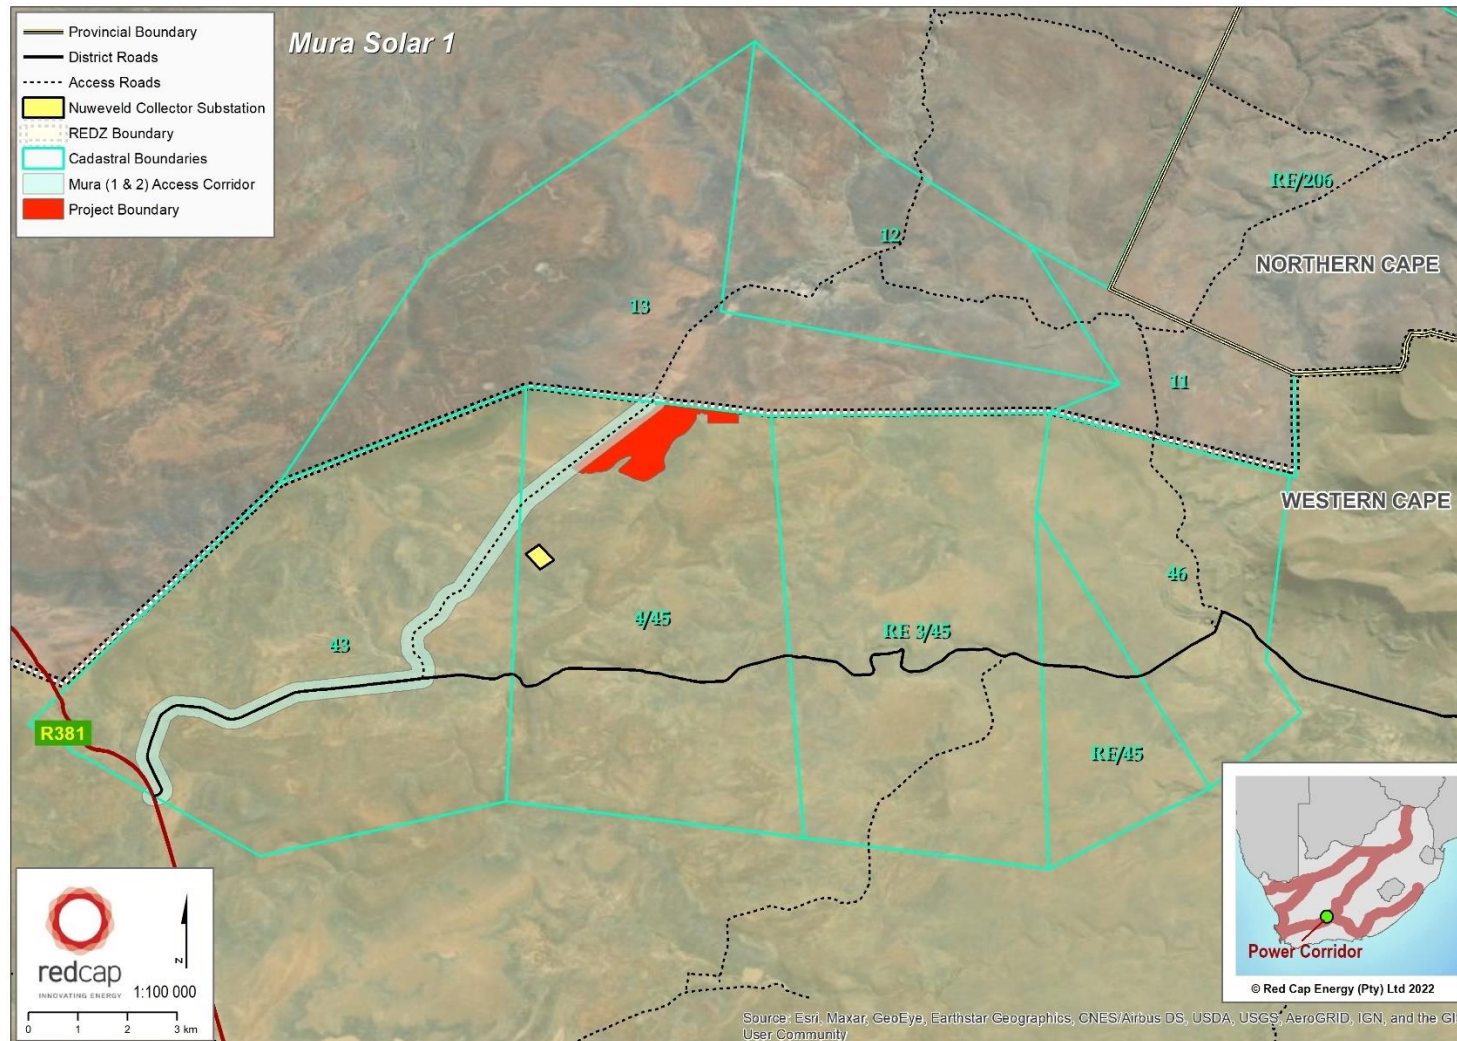 Mura Solar 1
Provincial Boundary
District Roads
Access Roads
Nuweveld Collector Substation
REDZ Boundary
Cadastral Boundaries
Mura (1 & 2) Access Corridor
Project Boundary
RE/206
12
NORTHERN CAPE
13
11
WESTERN CAPE
46
4/45
RE 3/45
43
R381
RE/45
redcap
INNOVATING ENERGY
N
1:100 000
0 1 2 3 km
Power Corridor
© Red Cap Energy (Pty) Ltd 2022
Source: Esri, Maxar, GeoEye, Earthstar Geographics, CNES/Airbus DS, USDA, USGS, AeroGRID, IGN, and the GI
User Community